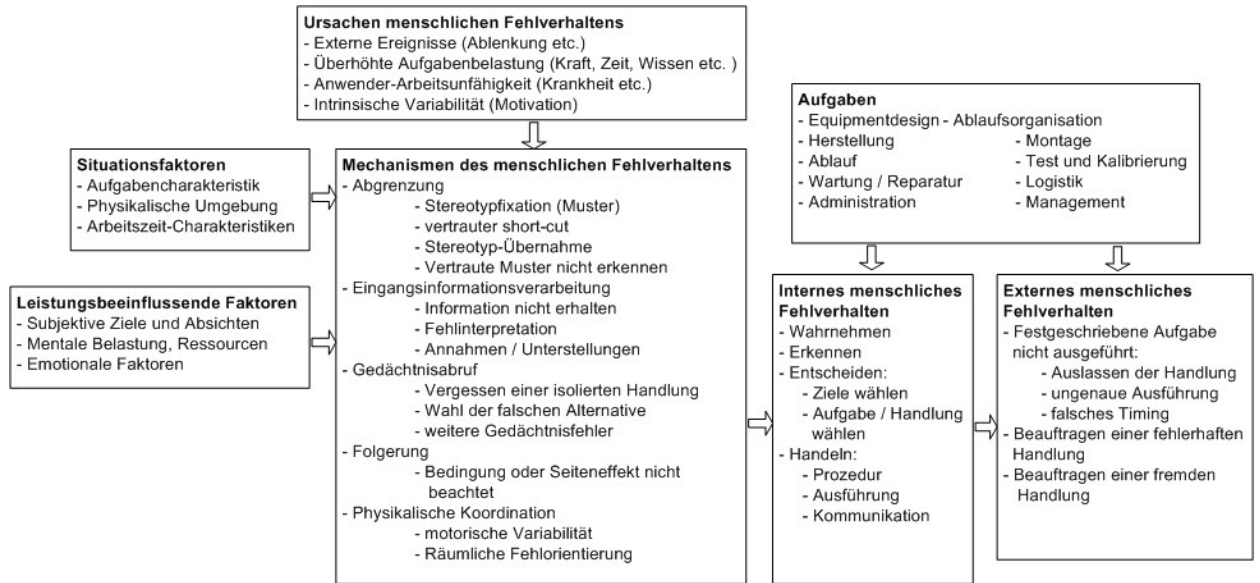 Ursachen menschlichen Fehlverhaltens
- Externe Ereignisse (Ablenkung etc.)
- Überhöhte Aufgabenbelastung (Kraft, Zeit, Wissen etc. )
- Anwender-Arbeitsunfähigkeit (Krankheit etc.)
- Intrinsische Variabilität (Motivation)
Situationsfaktoren
- Aufgabencharakteristik
- Physikalische Umgebung
- Arbeitszeit-Charakteristiken
Leistungsbeeinflussende Faktoren
- Subjektive Ziele und Absichten
- Mentale Belastung, Ressourcen
- Emotionale Faktoren
Mechanismen des menschlichen Fehlverhaltens
- Abgrenzung
- Stereotypfixation (Muster)
- vertrauter short-cut
- Stereotyp-Übernahme
- Vertraute Muster nicht erkennen
- Eingangsinformationsverarbeitung
- Information nicht erhalten
- Fehlinterpretation
- Annahmen / Unterstellungen
- Gedächtnisabruf
- Vergessen einer isolierten Handlung
- Wahl der falschen Alternative
- weitere Gedächtnisfehler
- Folgerung
- Bedingung oder Seiteneffekt nicht
beachtet
- Physikalische Koordination
- motorische Variabilität
- Räumliche Fehlorientierung
Aufgaben
- Equipmentdesign - Ablaufsorganisation
- Herstellung - Montage
- Ablauf - Test und Kalibrierung
- Wartung / Reparatur - Logistik
- Administration - Management
Internes menschliches
Fehlverhalten
- Wahrnehmen
- Erkennen
- Entscheiden:
- Ziele wählen
- Aufgabe / Handlung
wählen
- Handeln:
- Prozedur
- Ausführung
- Kommunikation
Externes menschliches
Fehlverhalten
- Festgeschriebene Aufgabe
nicht ausgeführt:
- Auslassen der Handlung
- ungenaue Ausführung
- falsches Timing
- Beauftragen einer fehlerhaften
Handlung
- Beauftragen einer fremden
Handlung